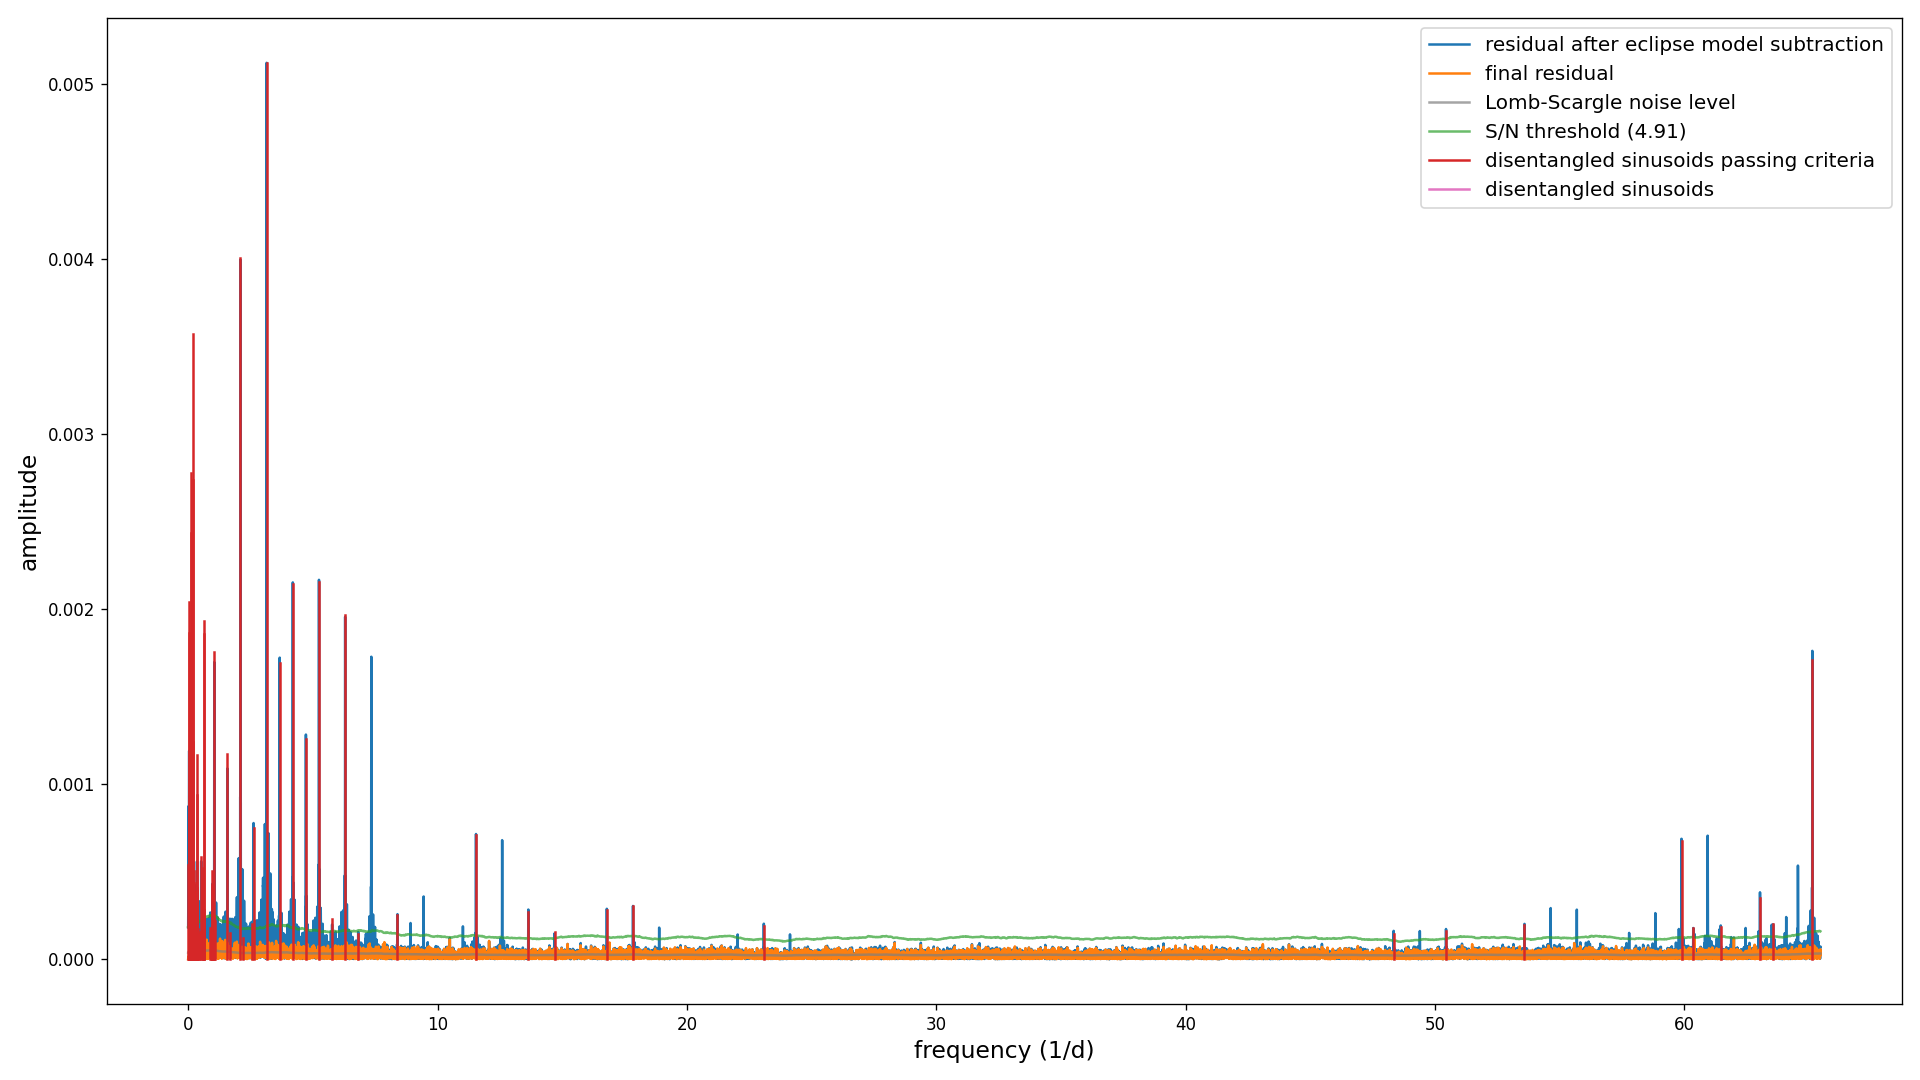 residual after eclipse model subtraction
final residual
Lomb-Scargle noise level
S/N threshold (4.91)
disentangled sinusoids passing criteria
disentangled sinusoids
0.005
0.004
0.003
0.002
0.001
0.000
amplitude
0 10 20 30 40 50 60
frequency (1/d)